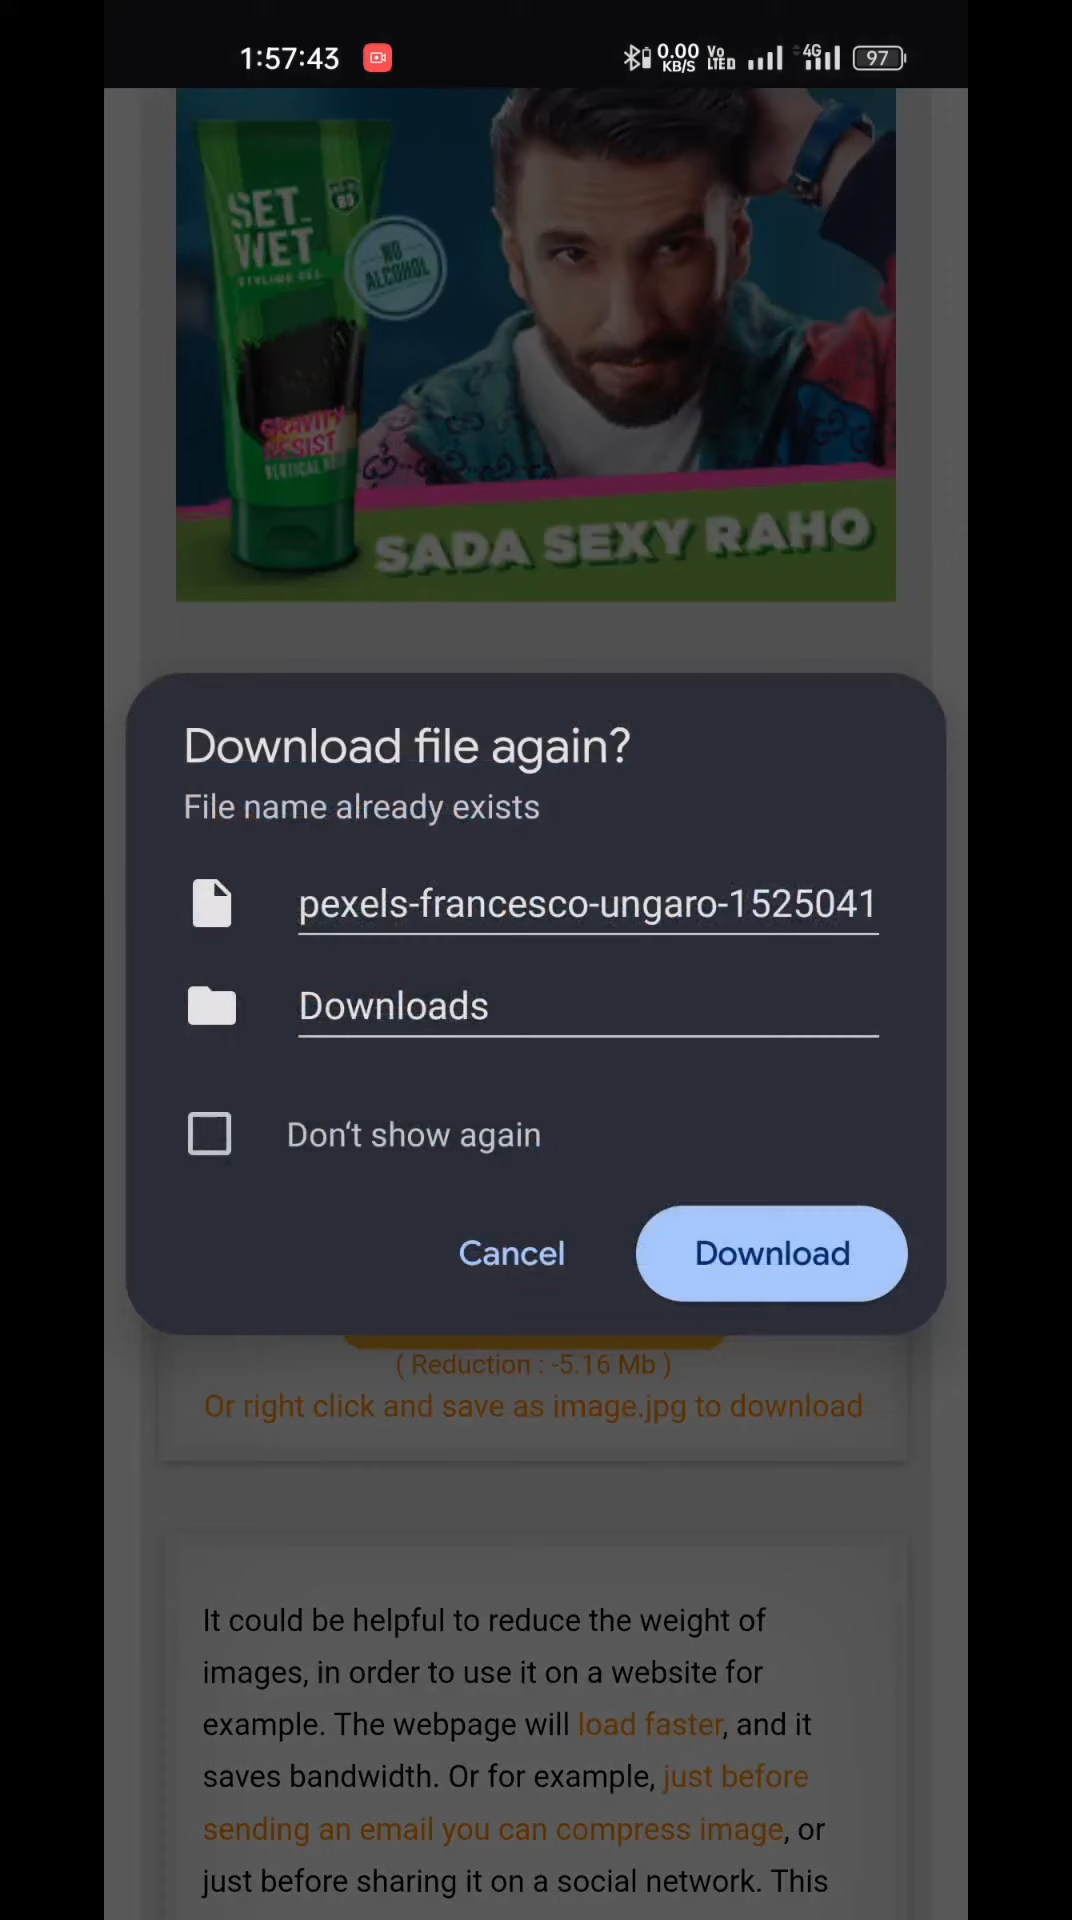 1:57:43
0.00
KB/S
Vo
LTED
4G
97
SET
WET
STYLING GEL
NO
ALCOHOL
GRAVITY
RESIST
VERTICAL
SADA SEXY RAHO
Download file again?
File name already exists
pexels-francesco-ungaro-1525041
Downloads
Don't show again
Cancel
Download
( Reduction : -5.16 Mb )
Or right click and save as image.jpg to download
It could be helpful to reduce the weight of
images, in order to use it on a website for
example. The webpage will load faster, and it
saves bandwidth. Or for example, just before
sending an email you can compress image, or
just before sharing it on a social network. This